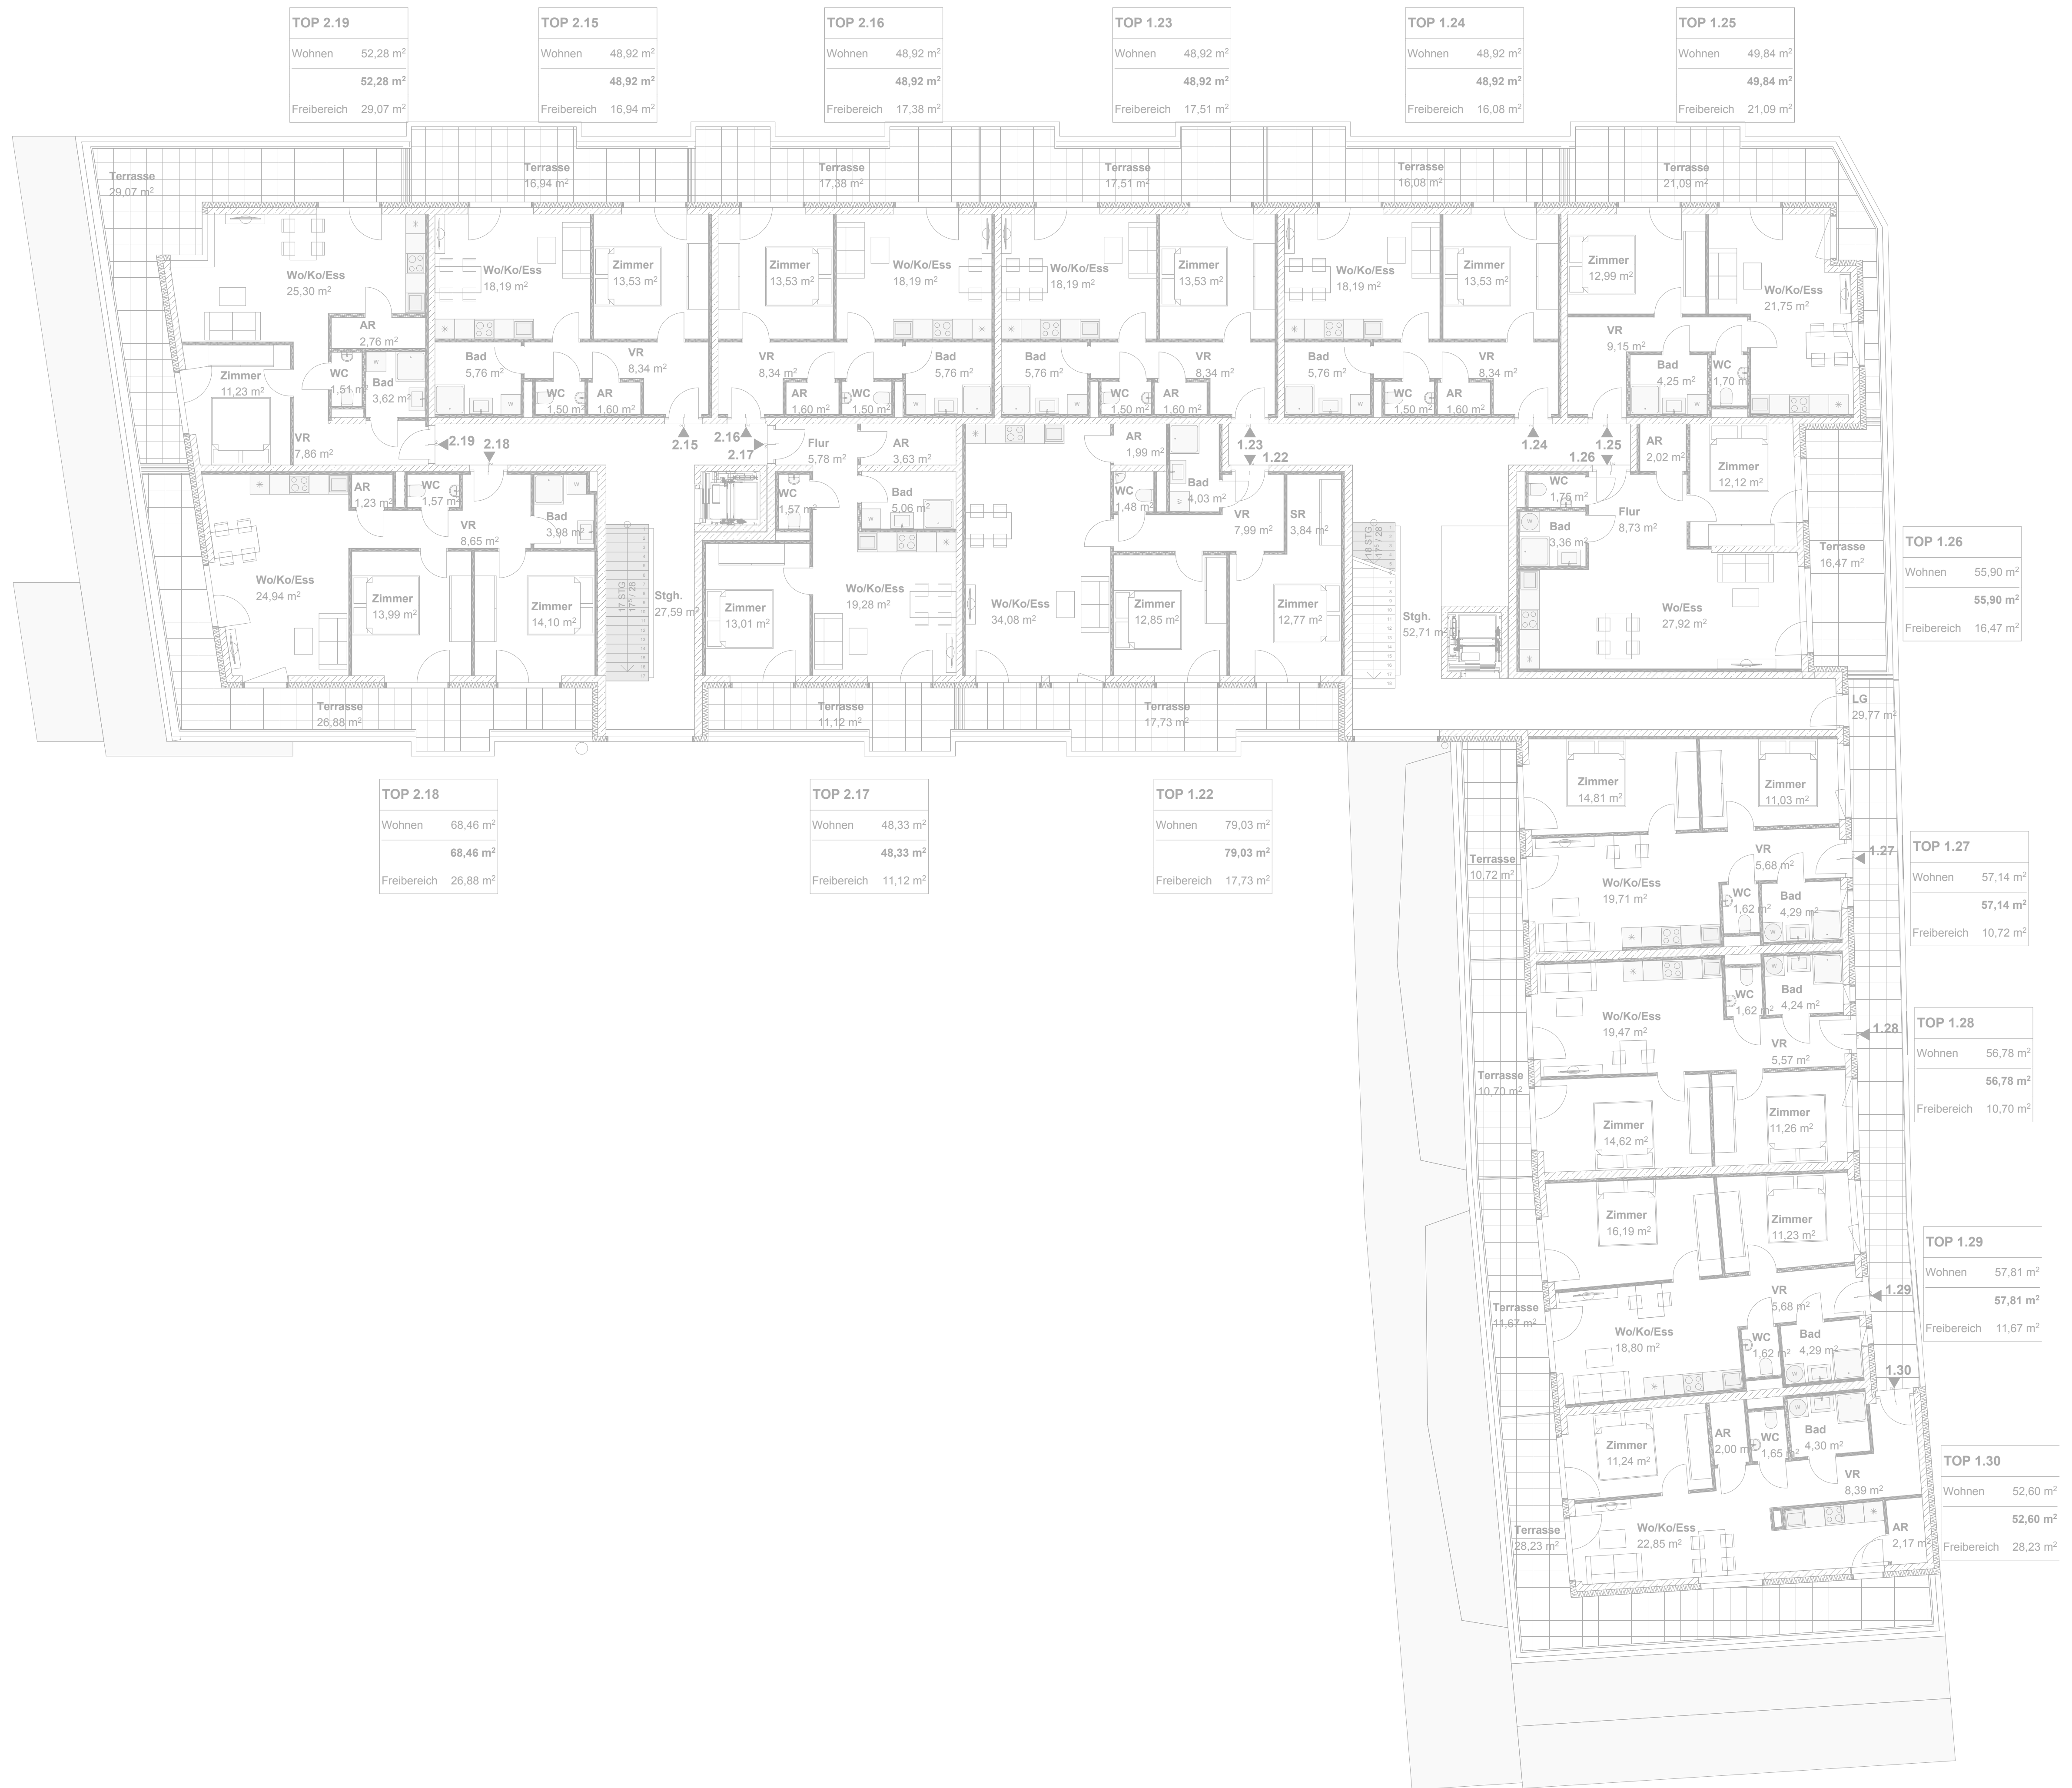 TOP 2.19
Wohnen 52,28 m²
52,28 m²
Freibereich 29,07 m²
TOP 2.15
Wohnen 48,92 m²
48,92 m²
Freibereich 16,94 m²
TOP 2.16
Wohnen 48,92 m²
48,92 m²
Freibereich 17,38 m²
TOP 1.23
Wohnen 48,92 m²
48,92 m²
Freibereich 17,51 m²
TOP 1.24
Wohnen 48,92 m²
48,92 m²
Freibereich 16,08 m²
TOP 1.25
Wohnen 49,84 m²
49,84 m²
Freibereich 21,09 m²
Terrasse
29,07 m²
Terrasse
16,94 m²
Terrasse
17,38 m²
Terrasse
17,51 m²
Terrasse
16,08 m²
Terrasse
21,09 m²
Wo/Ko/Ess
25,30 m²
AR
2,76 m²
Zimmer
11,23 m²
WC
1,51 m²
Bad
3,62 m²
VR
7,86 m²
2.19
Wo/Ko/Ess
18,19 m²
Zimmer
13,53 m²
Bad
5,76 m²
WC
1,50 m²
AR
1,60 m²
VR
8,34 m²
2.15
Zimmer
13,53 m²
Wo/Ko/Ess
18,19 m²
VR
8,34 m²
AR
1,60 m²
WC
1,50 m²
Bad
5,76 m²
2.16
Wo/Ko/Ess
18,19 m²
Zimmer
13,53 m²
Bad
5,76 m²
WC
1,50 m²
AR
1,60 m²
VR
8,34 m²
1.23
Wo/Ko/Ess
18,19 m²
Zimmer
13,53 m²
Bad
5,76 m²
WC
1,50 m²
AR
1,60 m²
VR
8,34 m²
1.24
Zimmer
12,99 m²
Wo/Ko/Ess
21,75 m²
VR
9,15 m²
Bad
4,25 m²
WC
1,70 m
1.25
2.18
AR
1,23 m²
WC
1,57 m²
VR
8,65 m²
Bad
3,98 m²
Wo/Ko/Ess
24,94 m²
Zimmer
13,99 m²
Zimmer
14,10 m²
Terrasse
26,88 m²
17 STG
Stgh.
27,59 m²
2.17
Flur
5,78 m²
AR
3,63 m²
WC
1,57 m²
Bad
5,06 m²
Zimmer
13,01 m²
Wo/Ko/Ess
19,28 m²
Terrasse
11,12 m²
AR
1,99 m²
WC
1,48 m²
Bad
4,03 m²
1.22
VR
7,99 m²
SR
3,84 m²
Wo/Ko/Ess
34,08 m²
Zimmer
12,85 m²
Zimmer
12,77 m²
Terrasse
17,73 m²
18 STG
Stgh.
52,71 m²
1.26
WC
1,75 m²
AR
2,02 m²
Zimmer
12,12 m²
Bad
3,36 m²
Flur
8,73 m²
Wo/Ess
27,92 m²
Terrasse
16,47 m²
TOP 1.26
Wohnen 55,90 m²
55,90 m²
Freibereich 16,47 m²
LG
29,77 m²
TOP 2.18
Wohnen 68,46 m²
68,46 m²
Freibereich 26,88 m²
TOP 2.17
Wohnen 48,33 m²
48,33 m²
Freibereich 11,12 m²
TOP 1.22
Wohnen 79,03 m²
79,03 m²
Freibereich 17,73 m²
Zimmer
14,81 m²
Zimmer
11,03 m²
Terrasse
10,72 m²
Wo/Ko/Ess
19,71 m²
VR
5,68 m²
WC
1,62 m²
Bad
4,29 m²
1.27
TOP 1.27
Wohnen 57,14 m²
57,14 m²
Freibereich 10,72 m²
Wo/Ko/Ess
19,47 m²
WC
1,62 m²
Bad
4,24 m²
VR
5,57 m²
1.28
Terrasse
10,70 m²
Zimmer
14,62 m²
Zimmer
11,26 m²
TOP 1.28
Wohnen 56,78 m²
56,78 m²
Freibereich 10,70 m²
Zimmer
16,19 m²
Zimmer
11,23 m²
Terrasse
11,67 m²
Wo/Ko/Ess
18,80 m²
VR
5,68 m²
WC
1,62 m²
Bad
4,29 m²
1.29
TOP 1.29
Wohnen 57,81 m²
57,81 m²
Freibereich 11,67 m²
1.30
Zimmer
11,24 m²
AR
2,00 m
WC
1,65 m²
Bad
4,30 m²
VR
8,39 m²
Terrasse
28,23 m²
Wo/Ko/Ess
22,85 m²
AR
2,17 m²
TOP 1.30
Wohnen 52,60 m²
52,60 m²
Freibereich 28,23 m²